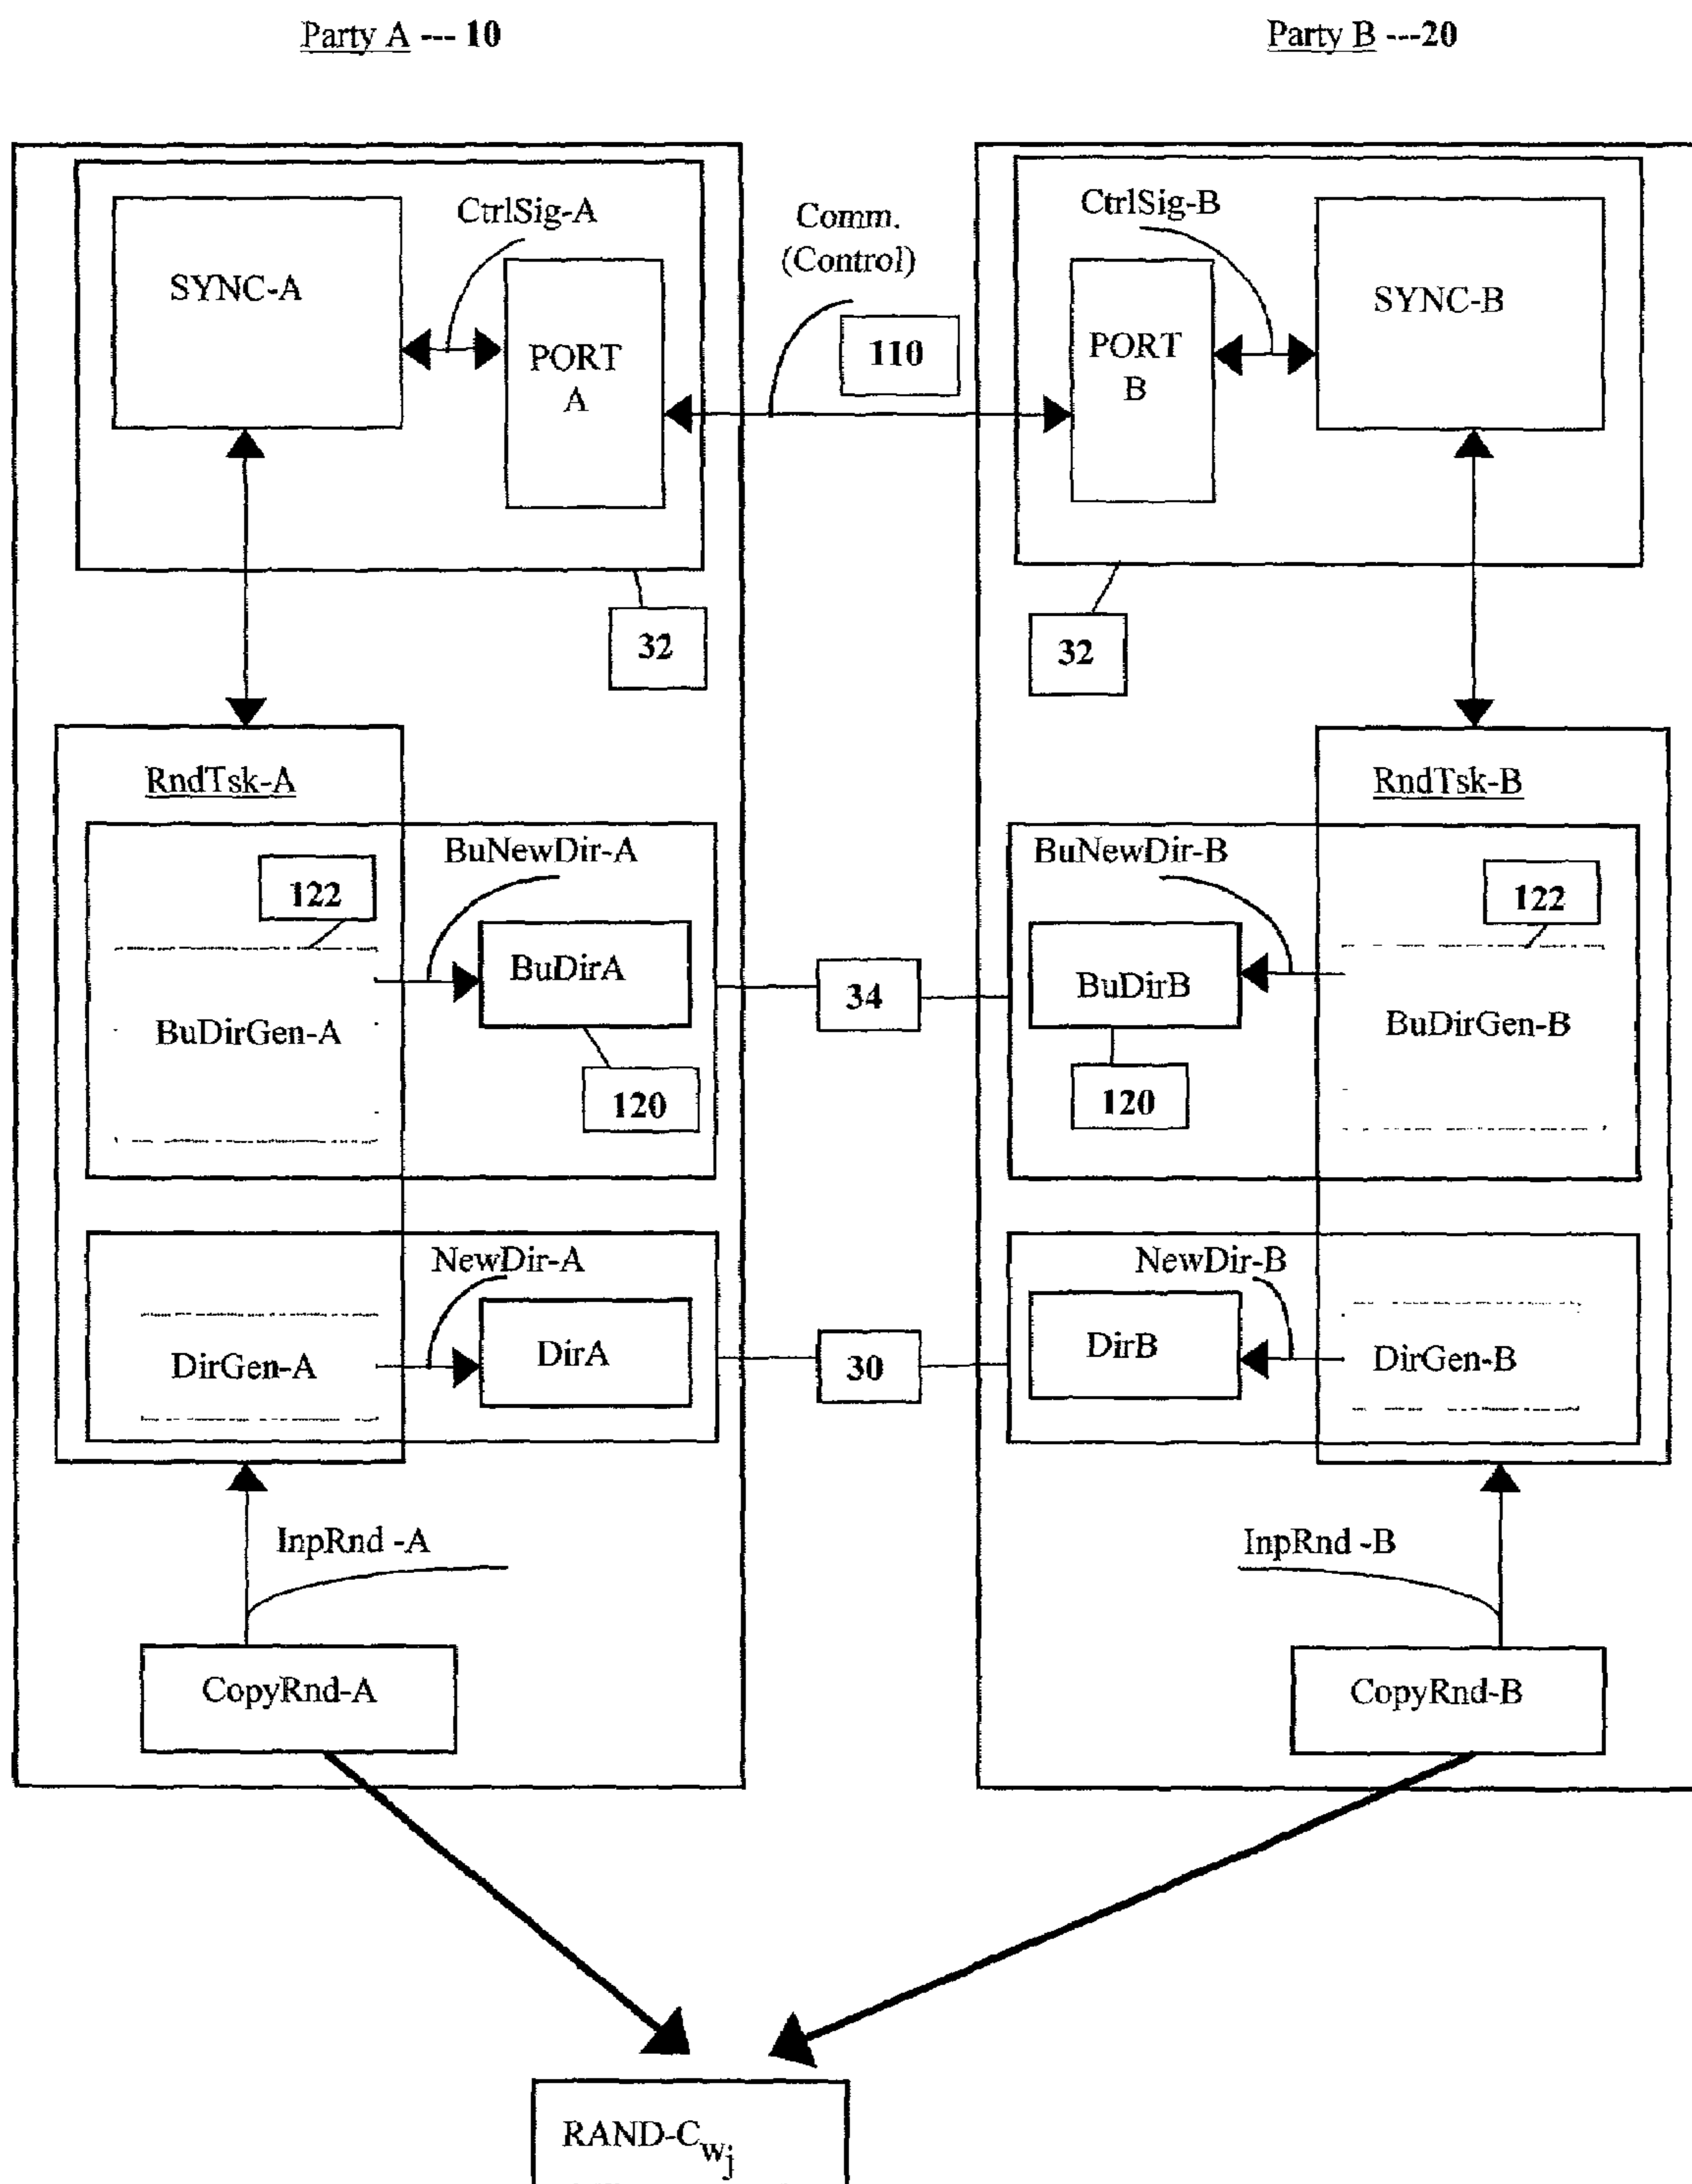 Party A --- 10
Party B ---20
CtrlSig-A
SYNC-A
PORT
A
32
Comm.
(Control)
110
CtrlSig-B
PORT
B
SYNC-B
32
RndTsk-A
BuNewDir-A
122
BuDirA
BuDirGen-A
120
34
RndTsk-B
BuNewDir-B
122
BuDirB
BuDirGen-B
120
NewDir-A
DirA
DirGen-A
30
NewDir-B
DirB
DirGen-B
InpRnd -A
CopyRnd-A
InpRnd -B
CopyRnd-B
RAND-Cwj